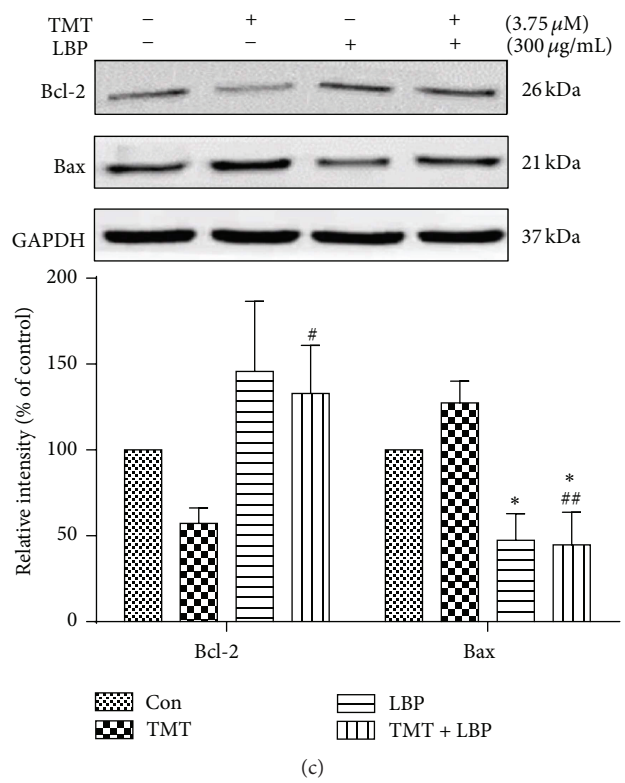 TMT − + − + (3.75 μM)
LBP − − + + (300 μg/mL)
Bcl-2 26 kDa
Bax 21 kDa
GAPDH 37 kDa
200
150
100
50
0
Relative intensity (% of control)
#
*
*
##
Bcl-2 Bax
Con LBP
TMT TMT + LBP
(c)